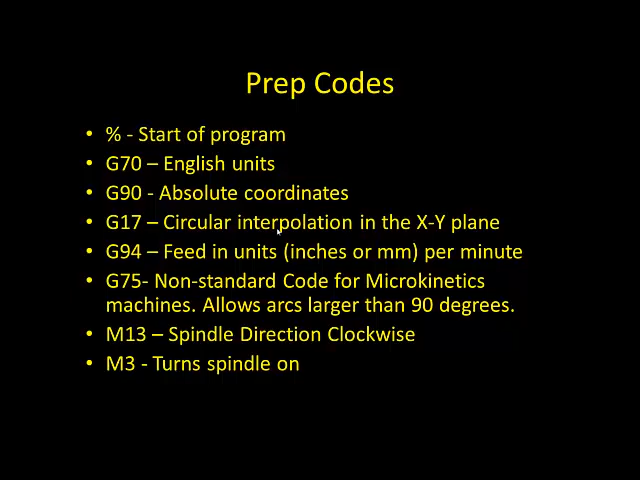 Prep Codes
• % - Start of program
• G70 – English units
• G90 - Absolute coordinates
• G17 – Circular interpolation in the X-Y plane
• G94 – Feed in units (inches or mm) per minute
• G75- Non-standard Code for Microkinetics
machines. Allows arcs larger than 90 degrees.
• M13 – Spindle Direction Clockwise
• M3 - Turns spindle on